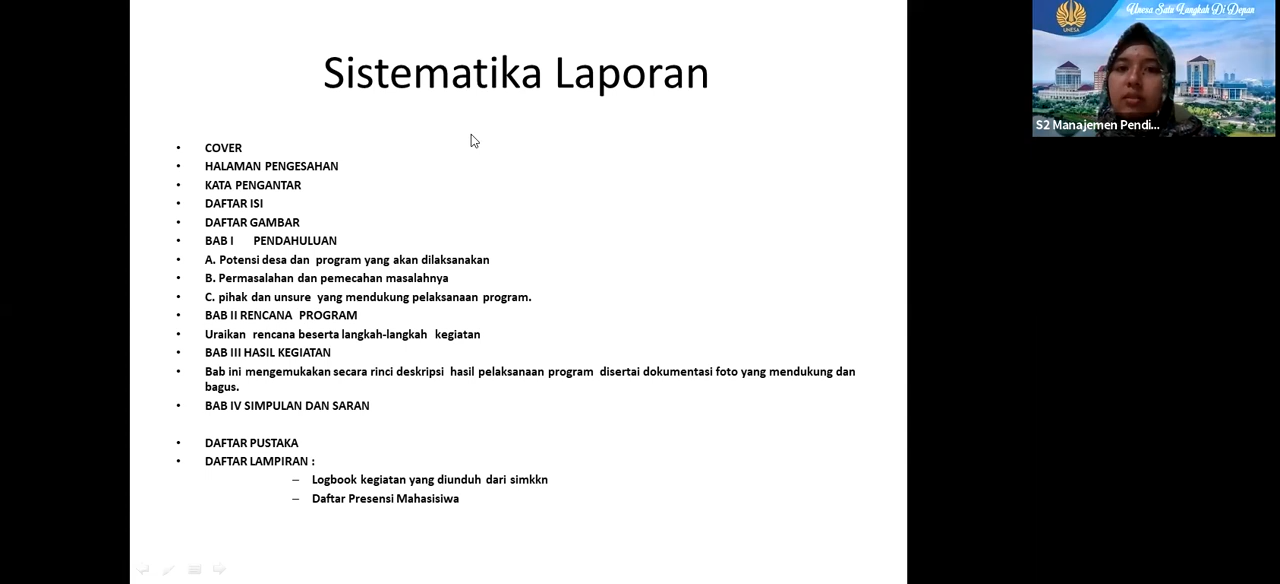 Sistematika Laporan
• COVER
• HALAMAN PENGESAHAN
• KATA PENGANTAR
• DAFTAR ISI
• DAFTAR GAMBAR
• BAB I PENDAHULUAN
• A. Potensi desa dan program yang akan dilaksanakan
• B. Permasalahan dan pemecahan masalahnya
• C. pihak dan unsure yang mendukung pelaksanaan program.
• BAB II RENCANA PROGRAM
• Uraikan rencana beserta langkah-langkah kegiatan
• BAB III HASIL KEGIATAN
• Bab ini mengemukakan secara rinci deskripsi hasil pelaksanaan program disertai dokumentasi foto yang mendukung dan
bagus.
• BAB IV SIMPULAN DAN SARAN
• DAFTAR PUSTAKA
• DAFTAR LAMPIRAN :
– Logbook kegiatan yang diunduh dari simkkn
– Daftar Presensi Mahasisiwa
Unesa Satu Langkah Di Depan
UNESA
S2 Manajemen Pendi...